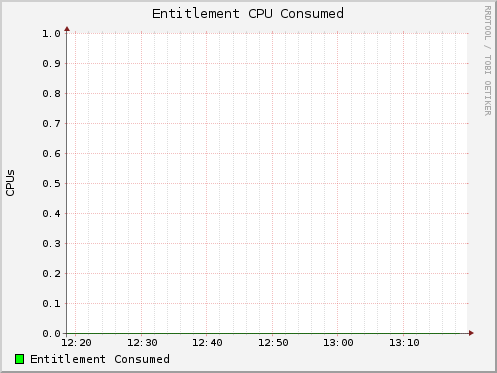 Entitlement CPU Consumed
RRDTOOL / TOBI OETIKER
CPUs
1.0
0.9
0.8
0.7
0.6
0.5
0.4
0.3
0.2
0.1
0.0
12:20 12:30 12:40 12:50 13:00 13:10
Entitlement Consumed